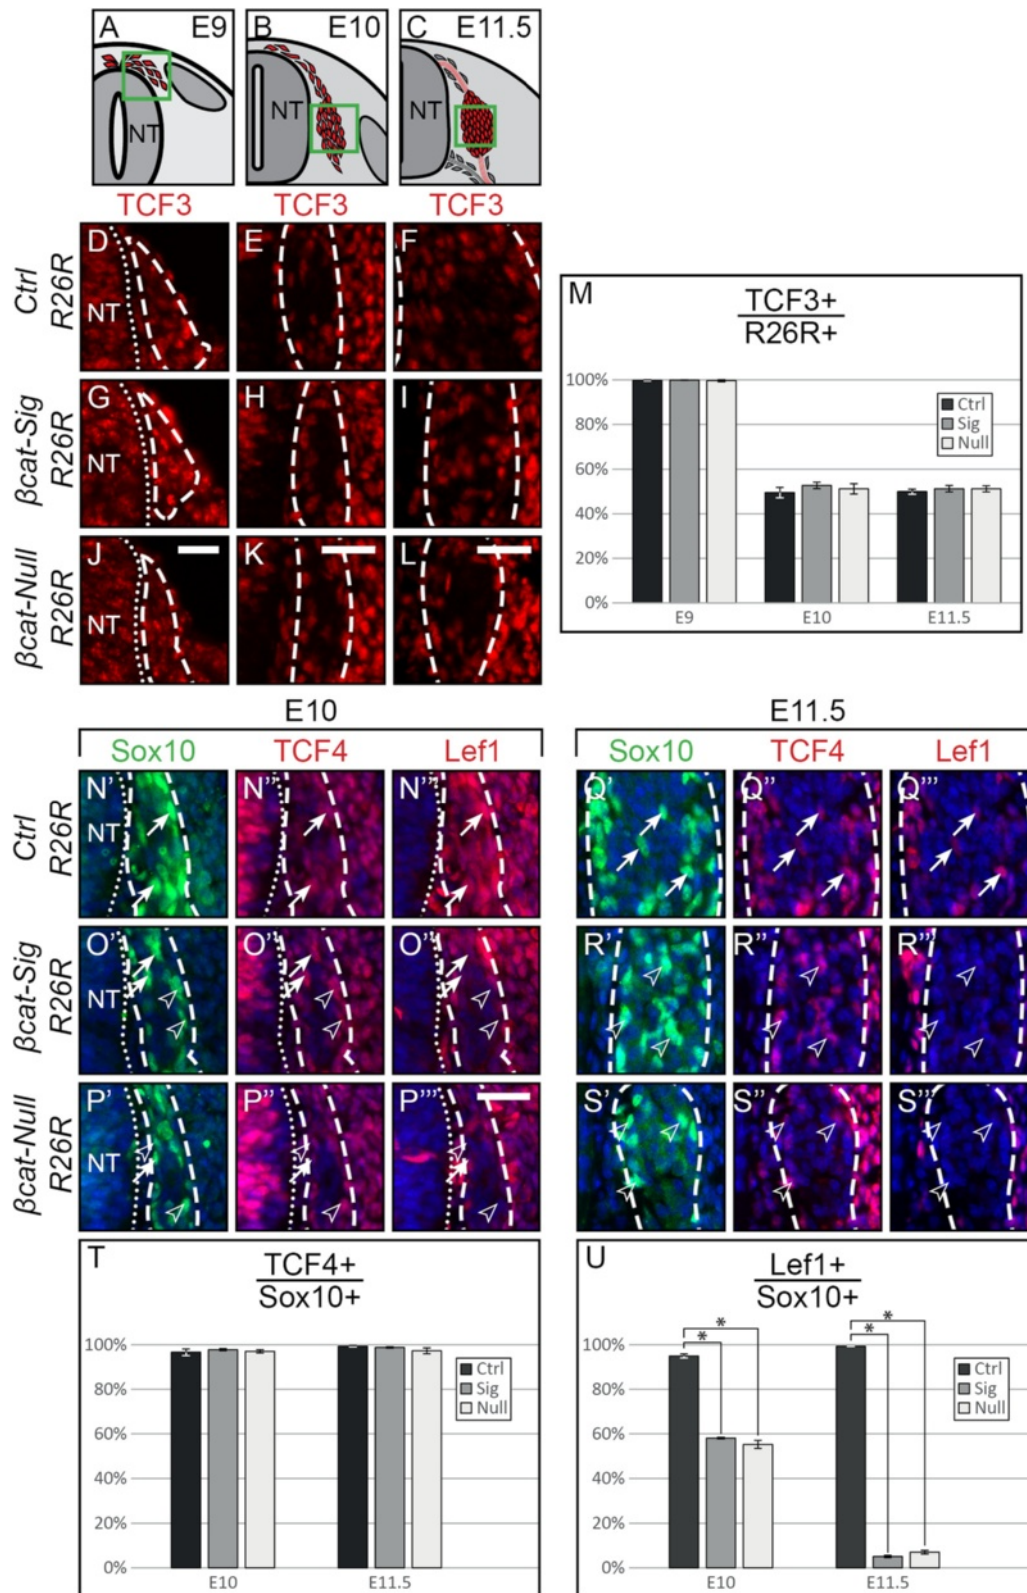 A E9
B E10
C E11.5
NT
NT
NT
TCF3 TCF3 TCF3
Ctrl
R26R
D
NT
E
F
βcat-Sig
R26R
G
NT
H
I
βcat-Null
R26R
J
NT
K
L
M
TCF3+
R26R+
100%
80%
60%
40%
20%
0%
Ctrl
Sig
Null
E9 E10 E11.5
E10
Sox10 TCF4 Lef1
E11.5
Sox10 TCF4 Lef1
Ctrl
R26R
N'
NT
N''
N'''
Q'
Q''
Q'''
βcat-Sig
R26R
O'
NT
O''
O'''
R'
R''
R'''
βcat-Null
R26R
P'
NT
P''
P'''
S'
S''
S'''
T
TCF4+
Sox10+
100%
80%
60%
40%
20%
0%
Ctrl
Sig
Null
E10 E11.5
U
Lef1+
Sox10+
100%
80%
60%
40%
20%
0%
*
*
*
*
Ctrl
Sig
Null
E10 E11.5